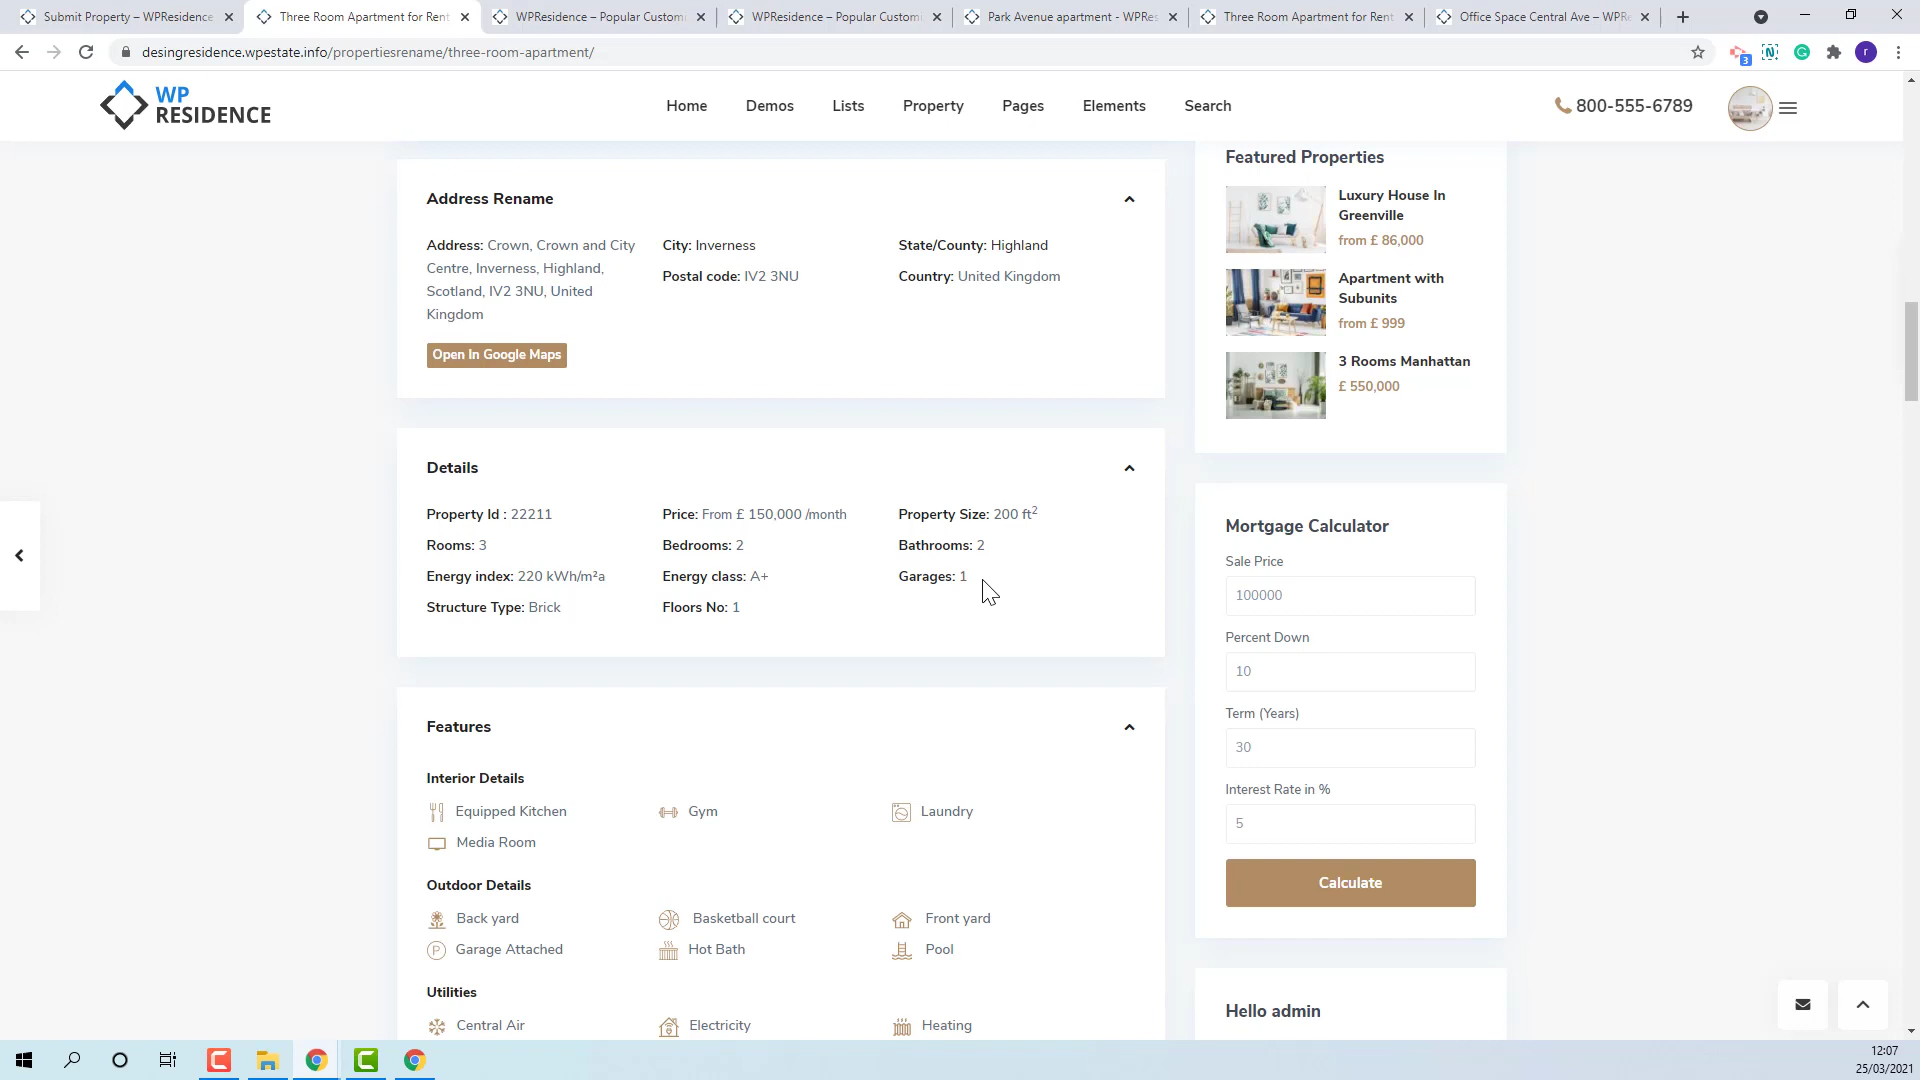 Submit Property – WPResidence
Three Room Apartment for Rent
WPResidence – Popular Custom
WPResidence – Popular Custom
Park Avenue apartment - WPRes
Three Room Apartment for Rent
Office Space Central Ave – WPRe
desingresidence.wpestate.info/propertiesrename/three-room-apartment/
3
r
WP
RESIDENCE
Home
Demos
Lists
Property
Pages
Elements
Search
800-555-6789
Address Rename
Address: Crown, Crown and City
Centre, Inverness, Highland,
Scotland, IV2 3NU, United
Kingdom
City: Inverness
State/County: Highland
Postal code: IV2 3NU
Country: United Kingdom
Open In Google Maps
Details
Property Id : 22211
Price: From £ 150,000 /month
Property Size: 200 ft²
Rooms: 3
Bedrooms: 2
Bathrooms: 2
Energy index: 220 kWh/m²a
Energy class: A+
Garages: 1
Structure Type: Brick
Floors No: 1
Features
Interior Details
Equipped Kitchen
Gym
Laundry
Media Room
Outdoor Details
Back yard
Basketball court
Front yard
P
Garage Attached
Hot Bath
Pool
Utilities
Central Air
Electricity
Heating
Featured Properties
Luxury House In
Greenville
from £ 86,000
Apartment with
Subunits
from £ 999
3 Rooms Manhattan
£ 550,000
Mortgage Calculator
Sale Price
100000
Percent Down
10
Term (Years)
30
Interest Rate in %
5
Calculate
Hello admin
12:07
25/03/2021